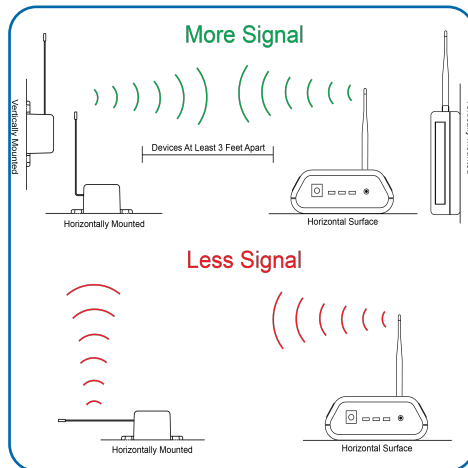 More Signal
Vertically Mounted
Devices At Least 3 Feet Apart
Horizontally Mounted
Horizontal Surface
Less Signal
Horizontally Mounted
Horizontal Surface